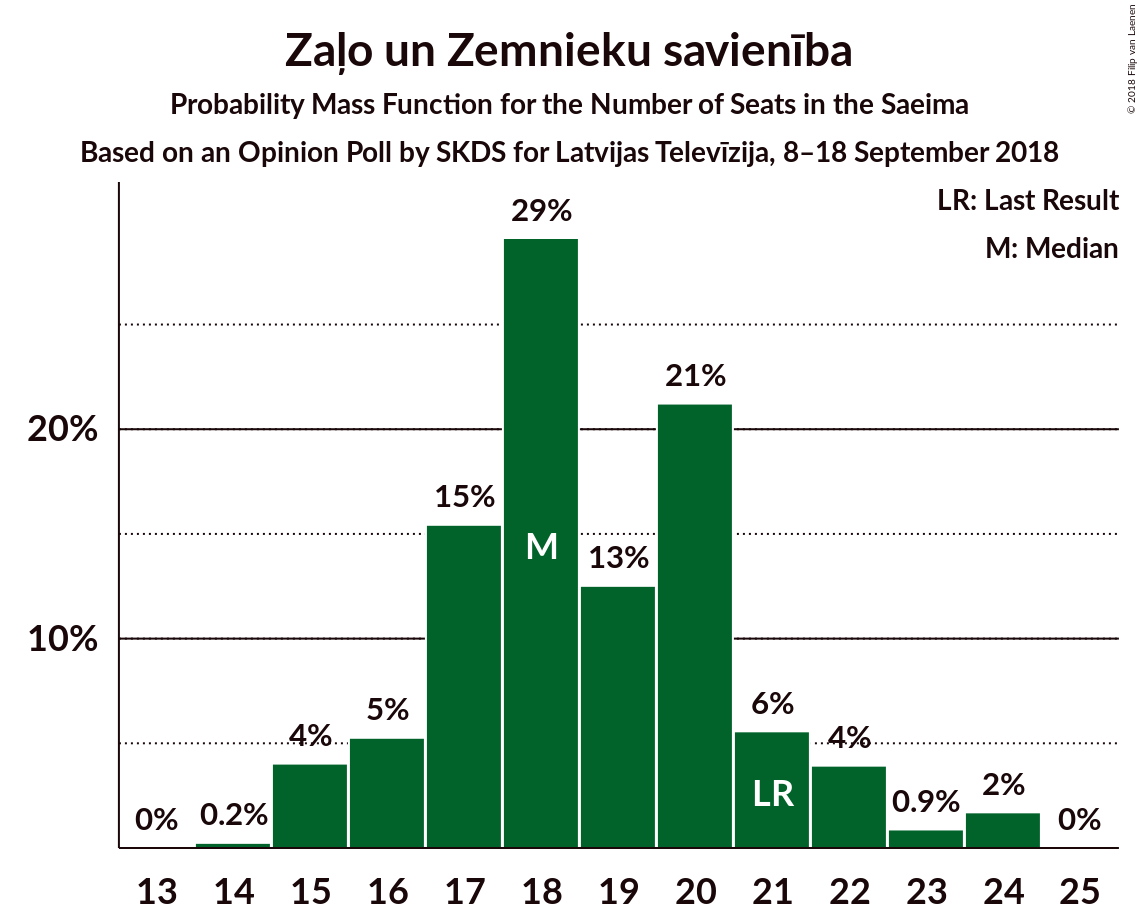 Zaļo un Zemnieku savienība
Probability Mass Function for the Number of Seats in the Saeima
Based on an Opinion Poll by SKDS for Latvijas Televīzija, 8–18 September 2018
© 2018 Filip van Laenen
LR: Last Result
M: Median
29%
21%
20%
15%
M
13%
10%
6%
5%
4%
4%
LR
2%
0.9%
0.2%
0%
0%
13 14 15 16 17 18 19 20 21 22 23 24 25